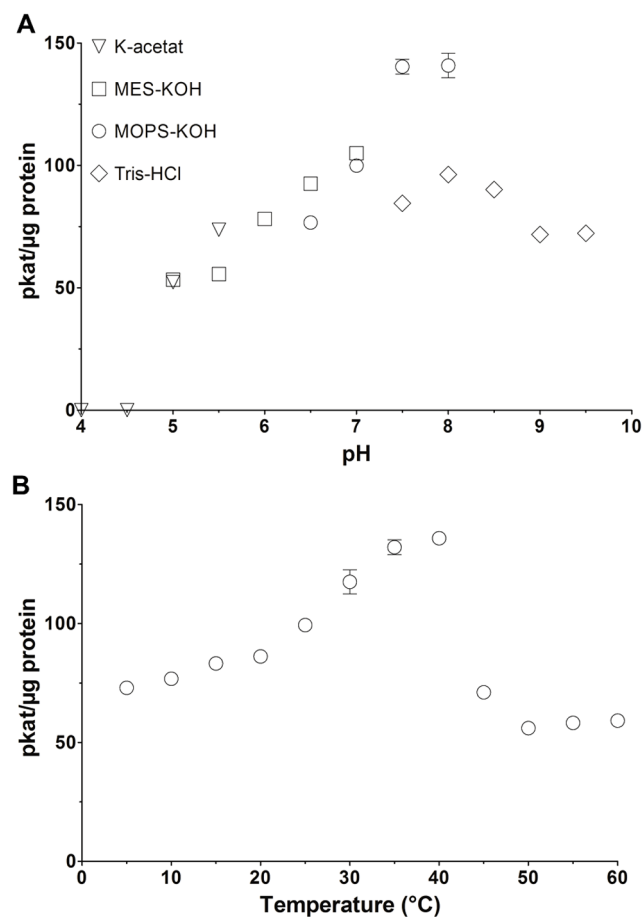 A
150
K-acetat
MES-KOH
MOPS-KOH
Tris-HCl
100
50
0
pkat/µg protein
4 5 6 7 8 9 10
pH
B
150
100
50
0
pkat/µg protein
0 10 20 30 40 50 60
Temperature (°C)